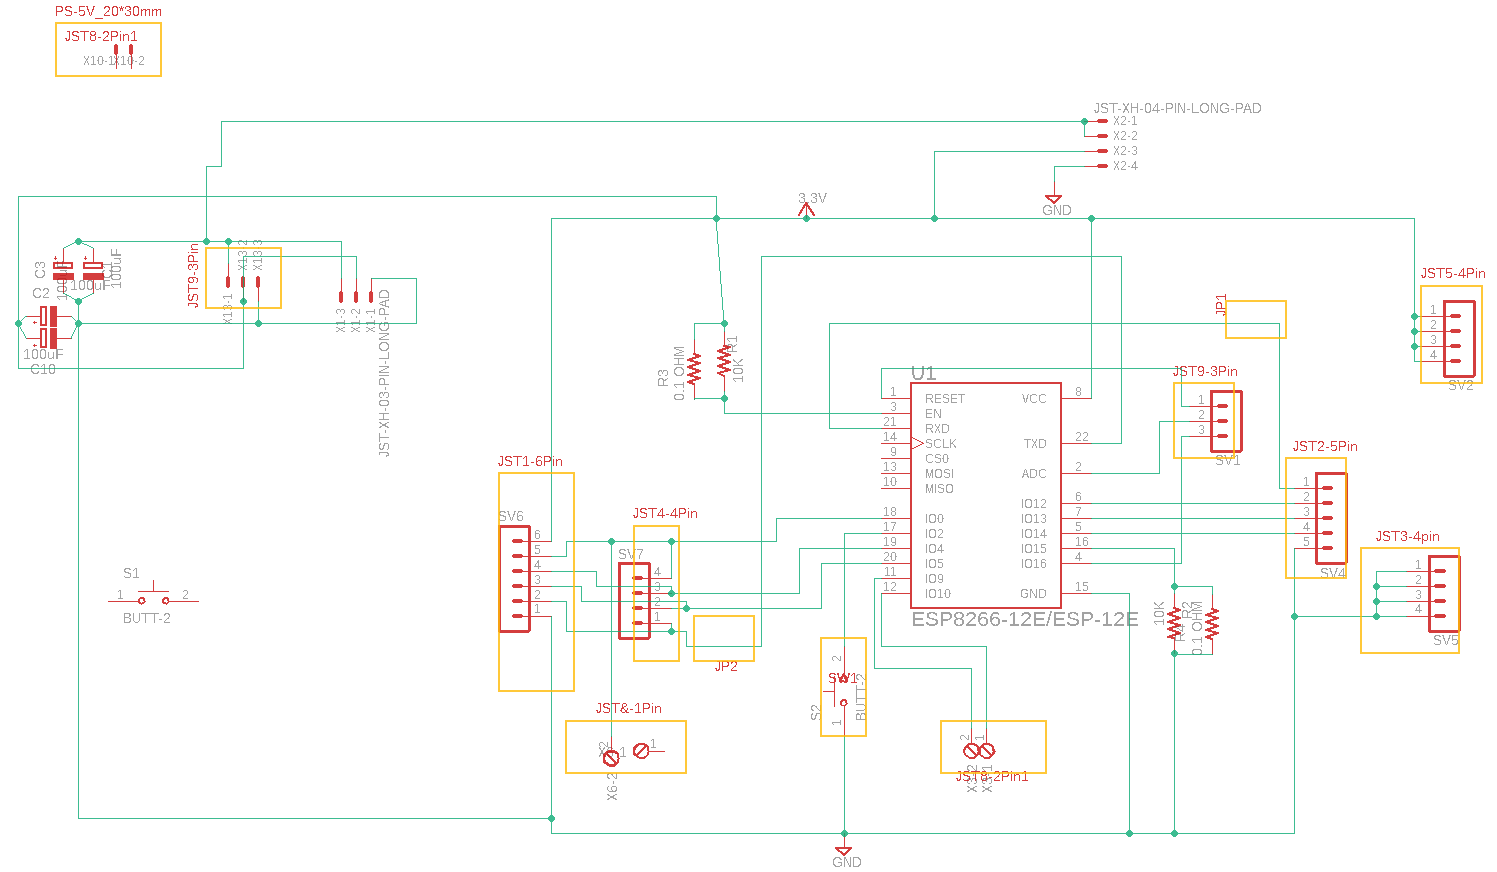 PS-5V_20*30mm
JST8-2Pin1
X10-1
X10-2
JST-XH-04-PIN-LONG-PAD
X2-1
X2-2
X2-3
X2-4
GND
3.3V
C3
100uF
100uF
C2
100uF
C10
JST9-3Pin
X13-1
X13-2
X13-3
X1-3
X1-2
X1-1
JST-XH-03-PIN-LONG-PAD
R3
0.1 OHM
R1
10K
JP1
JST5-4Pin
1
2
3
4
SV2
U1
1
3
21
14
9
13
10
18
17
19
20
11
12
RESET
EN
RXD
SCLK
CS0
MOSI
MISO
IO0
IO2
IO4
IO5
IO9
IO10
VCC
TXD
ADC
IO12
IO13
IO14
IO15
IO16
GND
8
22
2
6
7
5
16
4
15
ESP8266-12E/ESP-12E
JST9-3Pin
1
2
3
SV1
JST2-5Pin
1
2
3
4
5
SV4
JST3-4pin
1
2
3
4
SV5
10K
R4
R2
0.1 OHM
JST1-6Pin
SV6
6
5
4
3
2
1
JST4-4Pin
SV7
4
3
2
1
JP2
S1
1
2
BUTT-2
JST&-1Pin
1
X6-2
2
SW1
S2
BUTT-2
1
2
1
JST8-2Pin1
GND